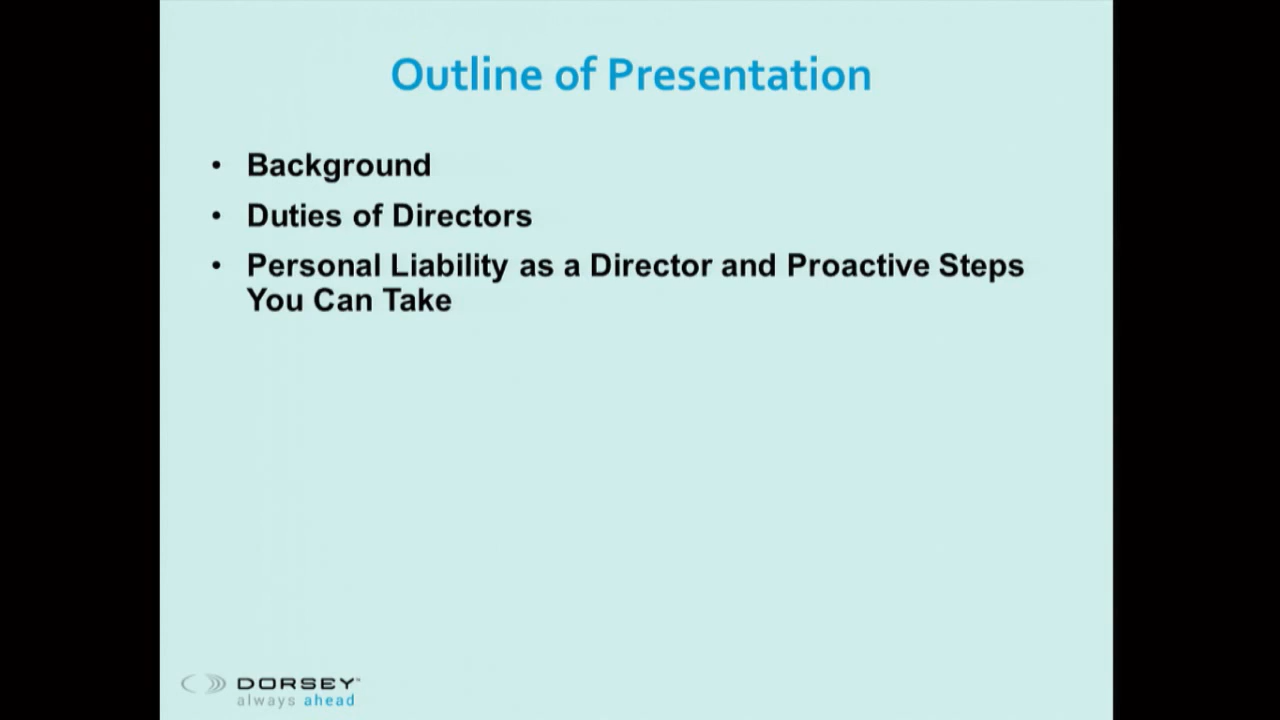 Outline of Presentation
• Background
• Duties of Directors
• Personal Liability as a Director and Proactive Steps
You Can Take
DORSEY™
always ahead